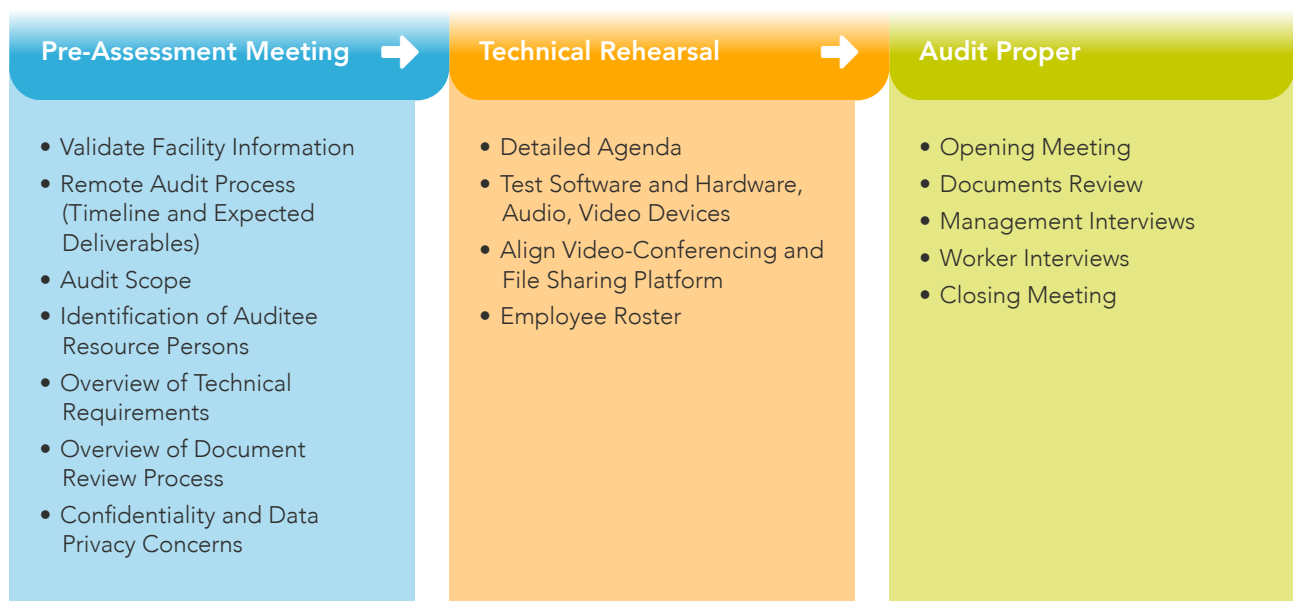 Pre-Assessment Meeting
• Validate Facility Information
• Remote Audit Process
(Timeline and Expected
Deliverables)
• Audit Scope
• Identification of Auditee
Resource Persons
• Overview of Technical
Requirements
• Overview of Document
Review Process
• Confidentiality and Data
Privacy Concerns
Technical Rehearsal
• Detailed Agenda
• Test Software and Hardware,
Audio, Video Devices
• Align Video-Conferencing and
File Sharing Platform
• Employee Roster
Audit Proper
• Opening Meeting
• Documents Review
• Management Interviews
• Worker Interviews
• Closing Meeting